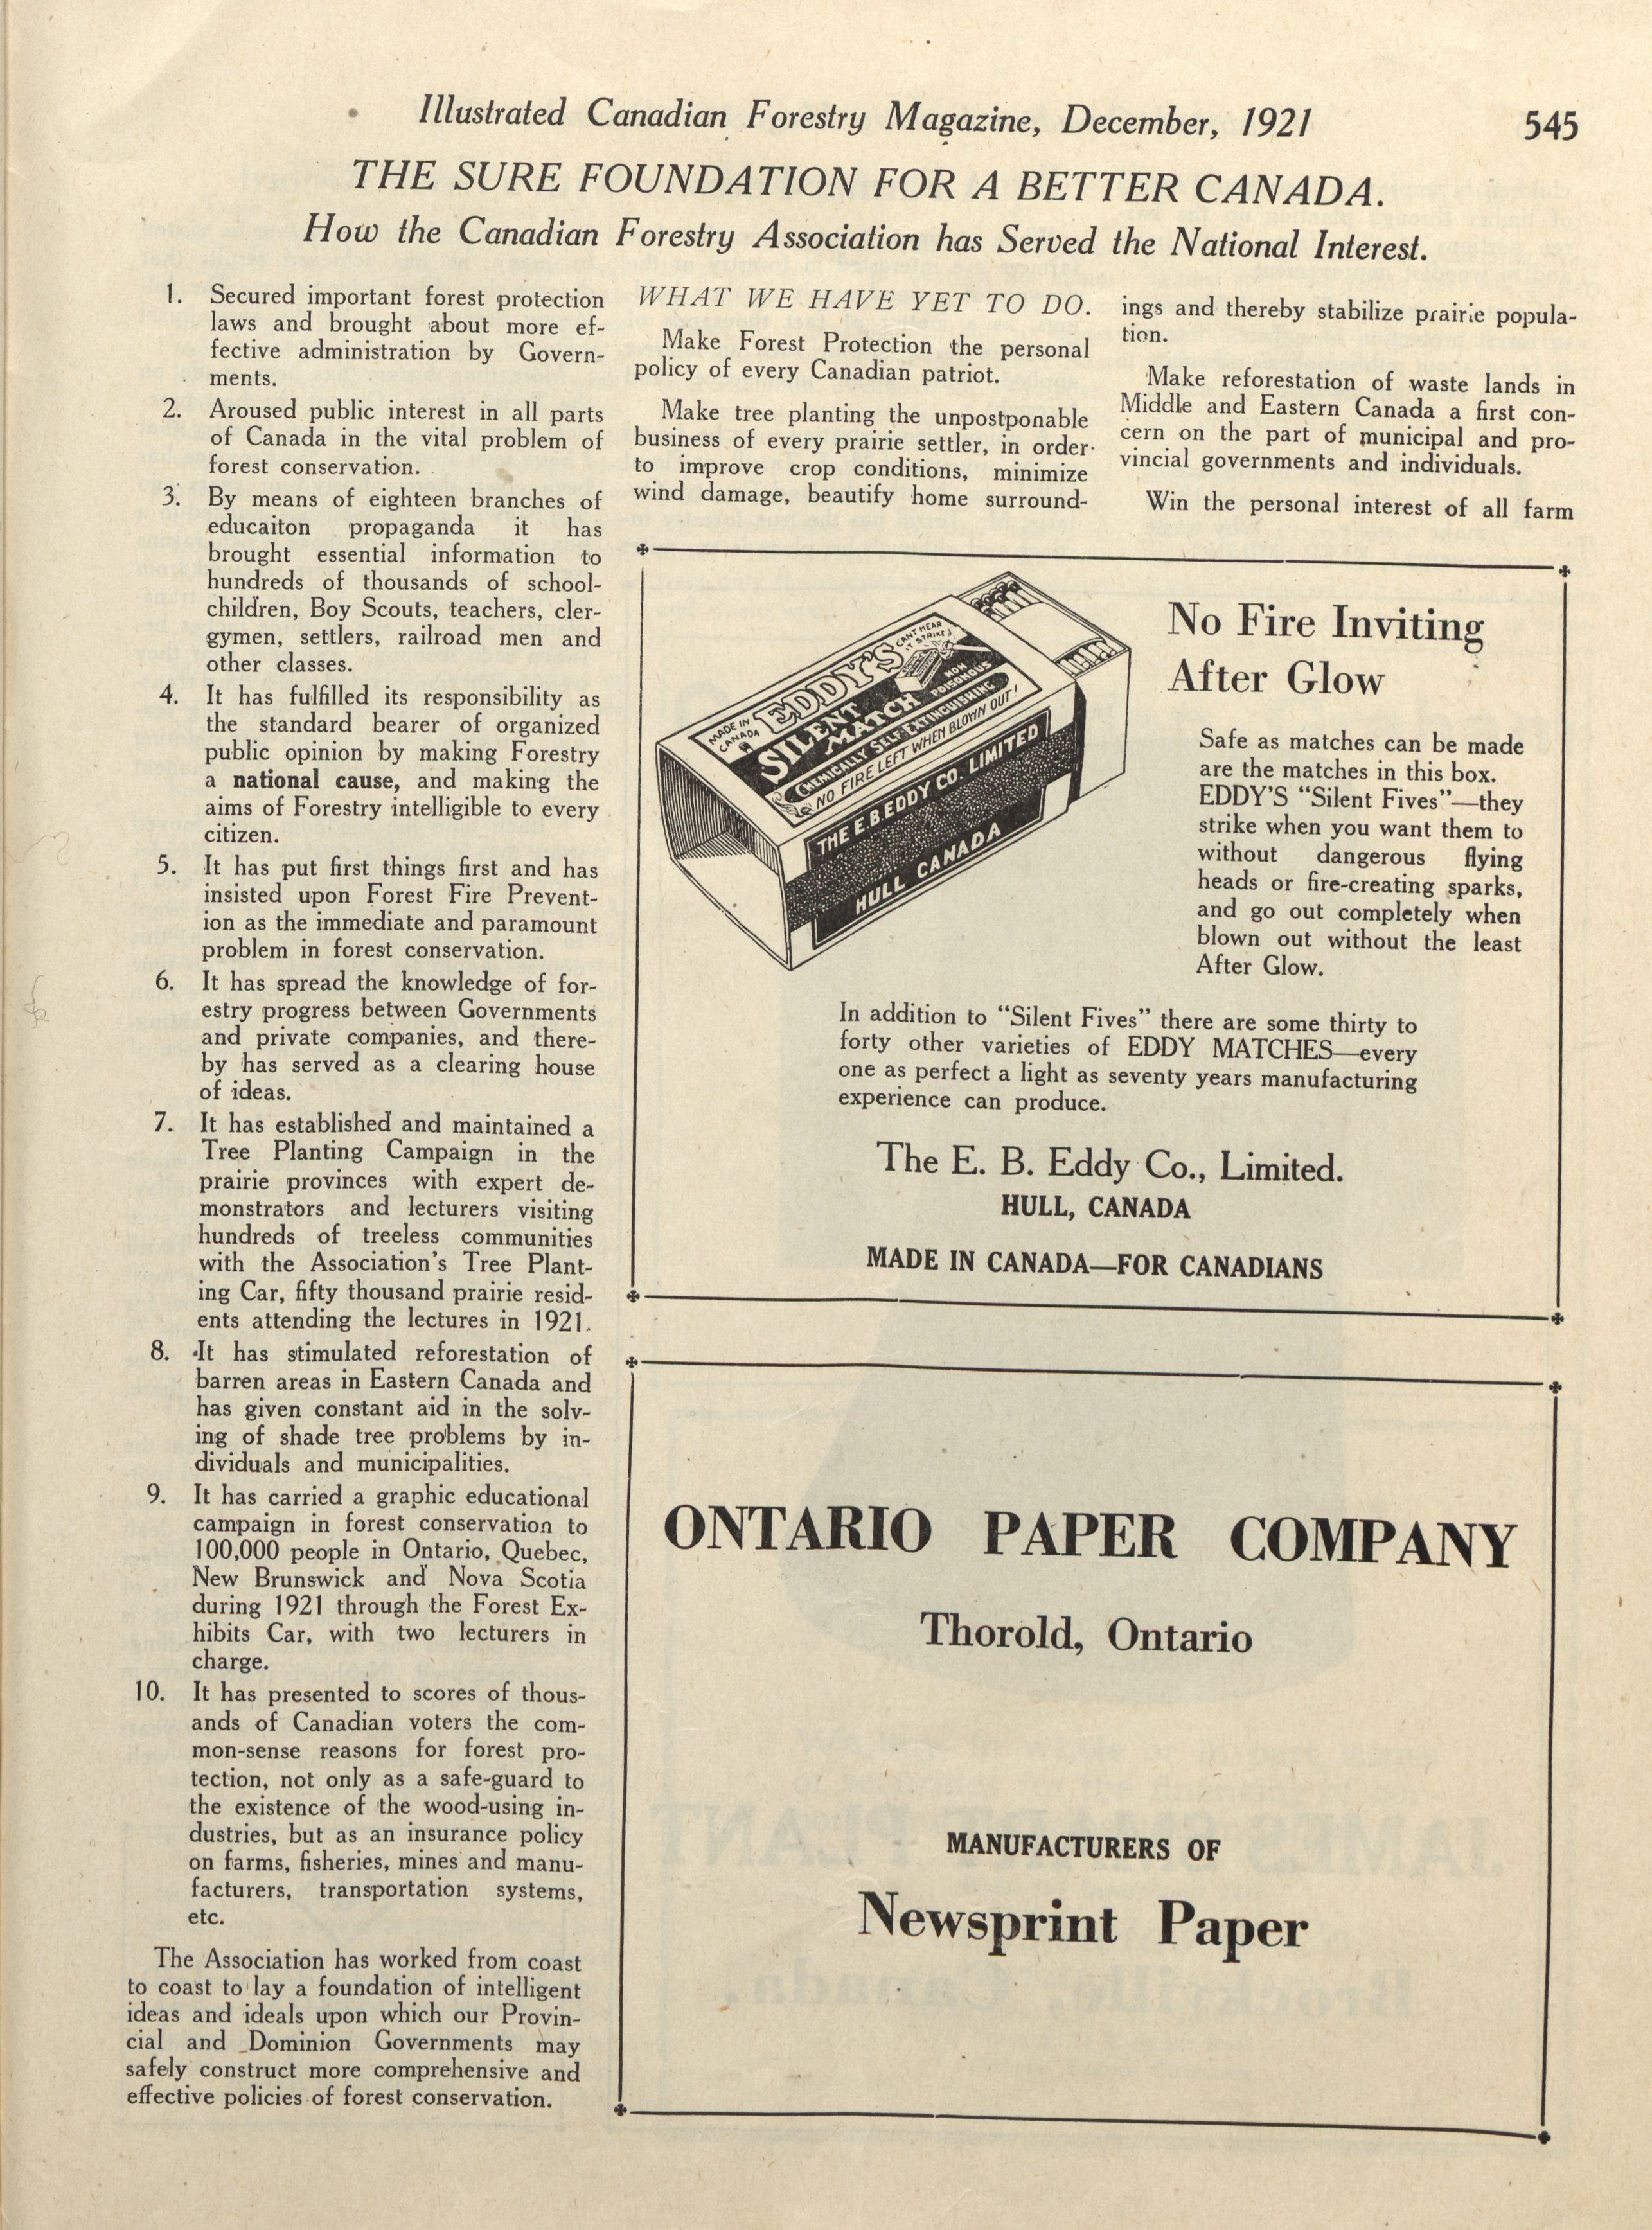 Illustrated Canadian Forestry Magazine, December, 1921
545
THE SURE FOUNDATION FOR A BETTER CANADA.
How the Canadian Forestry Association has Served the National Interest.
1. Secured important forest protection
laws and brought about more ef-
fective administration by Govern-
ments.
2. Aroused public interest in all parts
of Canada in the vital problem of
forest conservation.
3. By means of eighteen branches of
educaiton propaganda it has
brought essential information to
hundreds of thousands of school-
children, Boy Scouts, teachers, cler-
gymen, settlers, railroad men and
other classes.
4. It has fulfilled its responsibility as
the standard bearer of organized
public opinion by making Forestry
a national cause, and making the
aims of Forestry intelligible to every
citizen.
5. It has put first things first and has
insisted upon Forest Fire Prevent-
ion as the immediate and paramount
problem in forest conservation.
6. It has spread the knowledge of for-
estry progress between Governments
and private companies, and there-
by has served as a clearing house
of ideas.
7. It has established and maintained a
Tree Planting Campaign in the
prairie provinces with expert de-
monstrators and lecturers visiting
hundreds of treeless communities
with the Association's Tree Plant-
ing Car, fifty thousand prairie resid-
ents attending the lectures in 1921.
8. It has stimulated reforestation of
barren areas in Eastern Canada and
has given constant aid in the solv-
ing of shade tree problems by in-
dividuals and municipalities.
9. It has carried a graphic educational
campaign in forest conservation to
100,000 people in Ontario, Quebec,
New Brunswick and Nova Scotia
during 1921 through the Forest Ex-
hibits Car, with two lecturers in
charge.
10. It has presented to scores of thous-
ands of Canadian voters the com-
mon-sense reasons for forest pro-
tection, not only as a safe-guard to
the existence of the wood-using in-
dustries, but as an insurance policy
on farms, fisheries, mines and manu-
facturers, transportation systems,
etc.
The Association has worked from coast
to coast to lay a foundation of intelligent
ideas and ideals upon which our Provin-
cial and Dominion Governments may
safely construct more comprehensive and
effective policies of forest conservation.
WHAT WE HAVE YET TO DO.
Make Forest Protection the personal
policy of every Canadian patriot.
Make tree planting the unpostponable
business of every prairie settler, in order
to improve crop conditions, minimize
wind damage, beautify home surround-
ings and thereby stabilize prairie popula-
tion.
Make reforestation of waste lands in
Middle and Eastern Canada a first con-
cern on the part of municipal and pro-
vincial governments and individuals.
Win the personal interest of all farm
MADE IN
CANADA
EDDY'S
CAN'T HEAR
IT STRIKE
SILENT
MATCH
NON
POISONOUS
CHEMICALLY SELF-EXTINGUISHING
NO FIRE LEFT WHEN BLOWN OUT!
THE E.B.EDDY CO. LIMITED
HULL CANADA
No Fire Inviting
After Glow
Safe as matches can be made
are the matches in this box.
EDDY'S "Silent Fives"—they
strike when you want them to
without dangerous flying
heads or fire-creating sparks,
and go out completely when
blown out without the least
After Glow.
In addition to "Silent Fives" there are some thirty to
forty other varieties of EDDY MATCHES—every
one as perfect a light as seventy years manufacturing
experience can produce.
The E. B. Eddy Co., Limited.
HULL, CANADA
MADE IN CANADA—FOR CANADIANS
ONTARIO PAPER COMPANY
Thorold, Ontario
MANUFACTURERS OF
Newsprint Paper